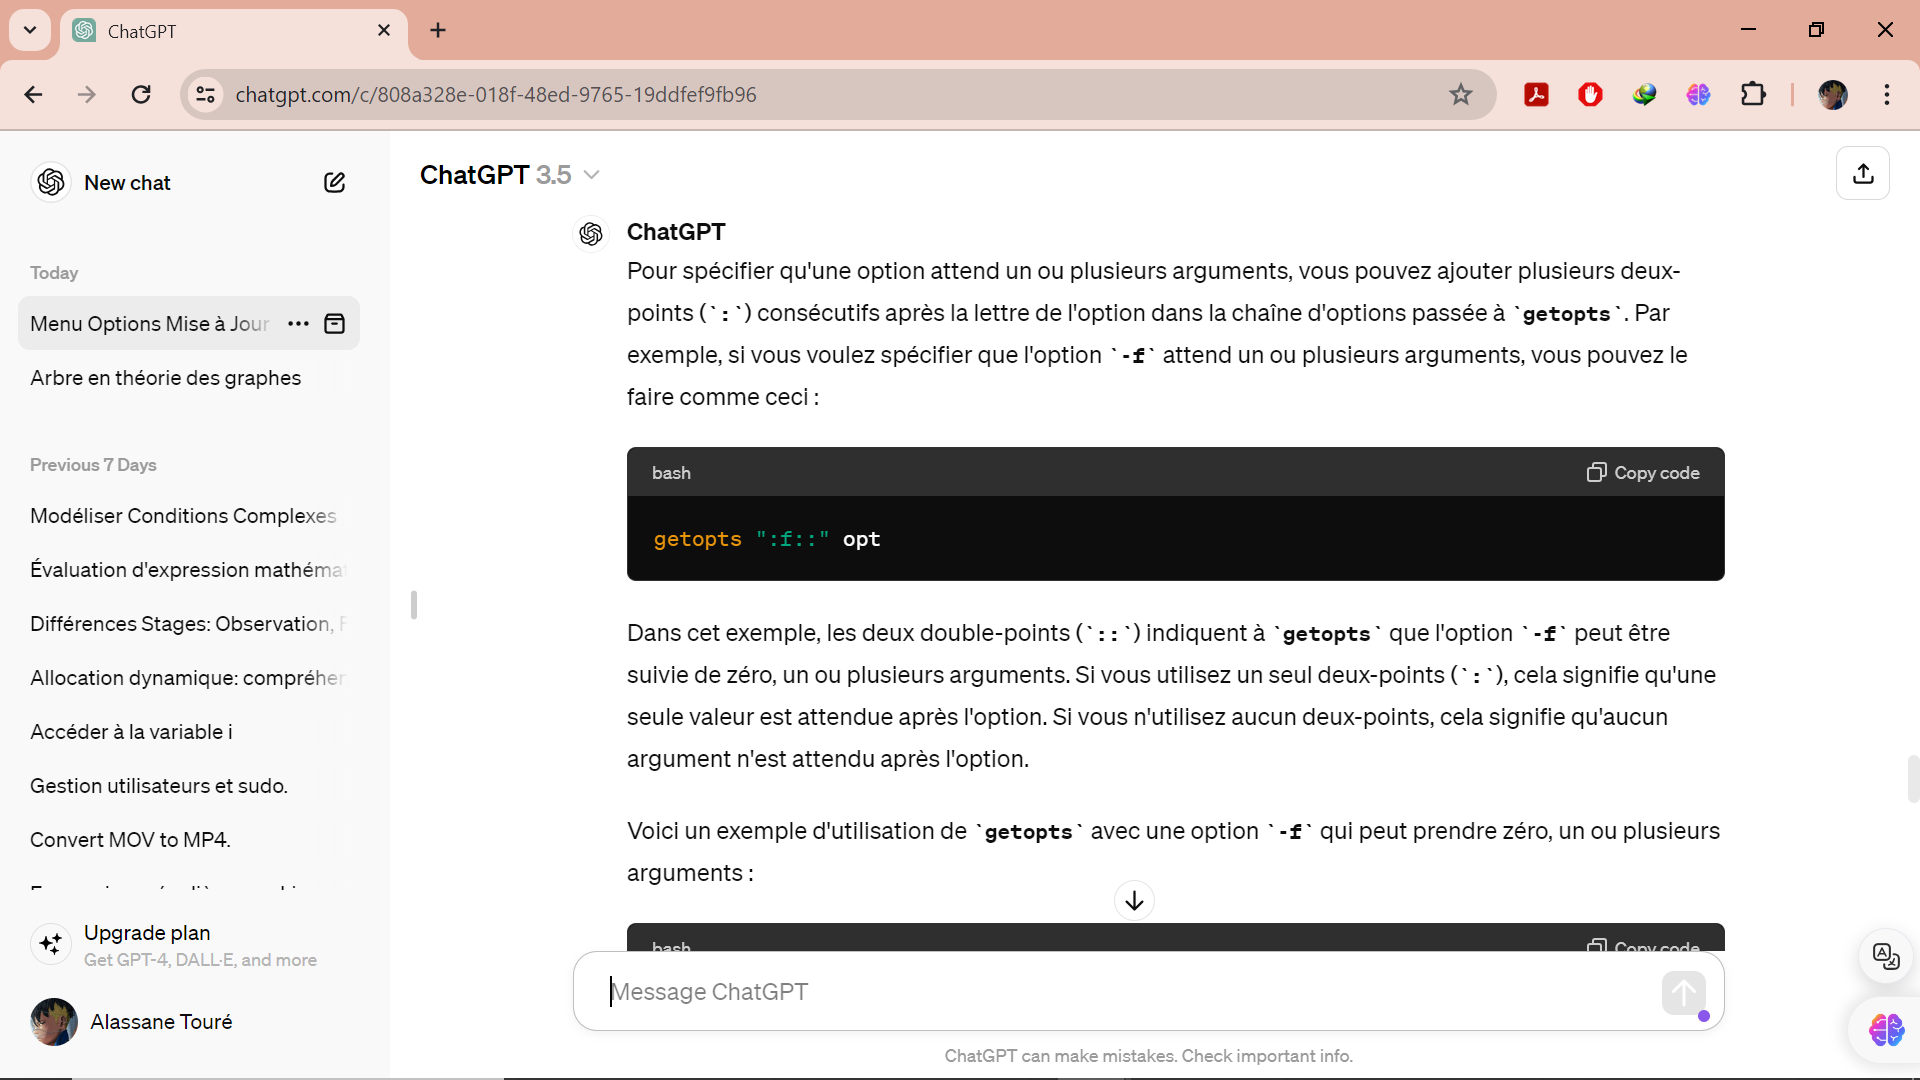 ChatGPT
chatgpt.com/c/808a328e-018f-48ed-9765-19ddfef9fb96
New chat
Today
Menu Options Mise à Jour
Arbre en théorie des graphes
Previous 7 Days
Modéliser Conditions Complexes
Évaluation d'expression mathéma
Différences Stages: Observation,
Allocation dynamique: compréhen
Accéder à la variable i
Gestion utilisateurs et sudo.
Convert MOV to MP4.
Upgrade plan
Get GPT-4, DALL·E, and more
Alassane Touré
ChatGPT 3.5
ChatGPT
Pour spécifier qu'une option attend un ou plusieurs arguments, vous pouvez ajouter plusieurs deux-
points (`:`) consécutifs après la lettre de l'option dans la chaîne d'options passée à `getopts`. Par
exemple, si vous voulez spécifier que l'option `-f` attend un ou plusieurs arguments, vous pouvez le
faire comme ceci :
bash
Copy code
getopts ":f::" opt
Dans cet exemple, les deux double-points (`::`) indiquent à `getopts` que l'option `-f` peut être
suivie de zéro, un ou plusieurs arguments. Si vous utilisez un seul deux-points (`:`), cela signifie qu'une
seule valeur est attendue après l'option. Si vous n'utilisez aucun deux-points, cela signifie qu'aucun
argument n'est attendu après l'option.
Voici un exemple d'utilisation de `getopts` avec une option `-f` qui peut prendre zéro, un ou plusieurs
arguments :
bash
Copy code
Message ChatGPT
ChatGPT can make mistakes. Check important info.